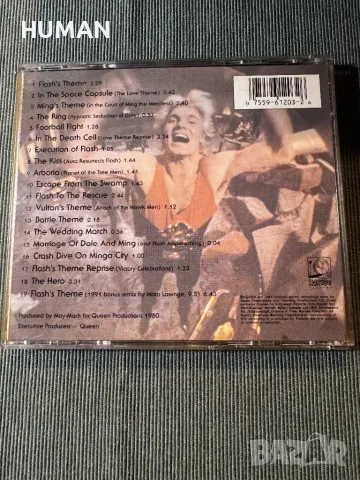 HUMAN
1 Flash's Theme 3.29
2 In The Space Capsule (The Love Theme) 2.42
3 Ming's Theme (in the Court of Ming the Merciless) 2.40
4 The Ring (Hypnotic Seduction of Dale)
5 Football Fight 1.28
6 In The Death Cell (Love Theme Reprise) 2.24
7 Execution of Flash 1.05
8 The Kiss (Aura Resurrects Flash) 1.44
9 Arboria (Planet of the Tree Men) 1.41
10 Escape From The Swamp 1.43
11 Flash To The Rescue 2.44
12 Vultan's Theme (Attack of the Hawk Men) 1.12
13 Battle Theme 2.18
14 The Wedding March 0.56
15 Marriage Of Dale And Ming (and Flash Approaching) 2.04
16 Crash Dive On Mingo City 1.00
17 Flash's Theme Reprise (Victory Celebrations) 1.23
18 The Hero 3.31
19 Flash's Theme (1991 bonus remix by Mista Lawnge 9.5) 6.43
Produced by May-Mack for Queen Productions 1980
Executive Producers – Queen
0 7559-61203-2
BAZAR
bg